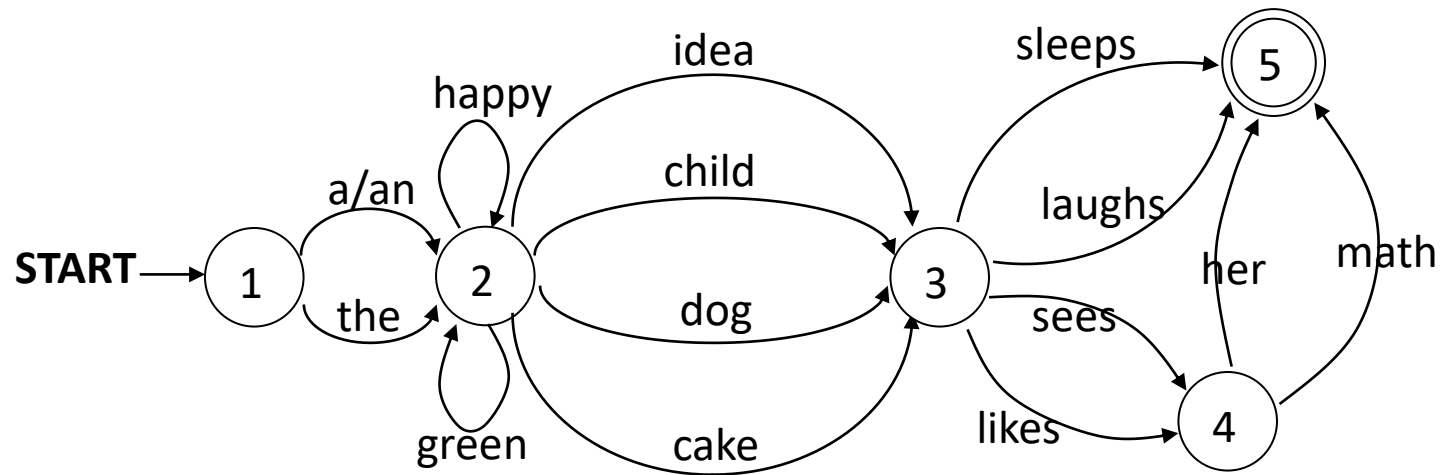 idea
sleeps
5
happy
child
a/an
laughs
START
1
2
3
her
math
the
dog
sees
green
cake
likes
4